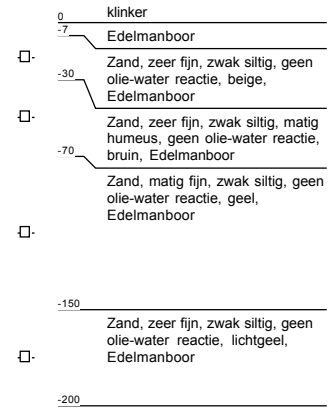 0
klinker
-7
Edelmanboor
Zand, zeer fijn, zwak siltig, geen
olie-water reactie, beige,
Edelmanboor
-30
Zand, zeer fijn, zwak siltig, matig
humeus, geen olie-water reactie,
bruin, Edelmanboor
-70
Zand, matig fijn, zwak siltig, geen
olie-water reactie, geel,
Edelmanboor
-150
Zand, zeer fijn, zwak siltig, geen
olie-water reactie, lichtgeel,
Edelmanboor
-200